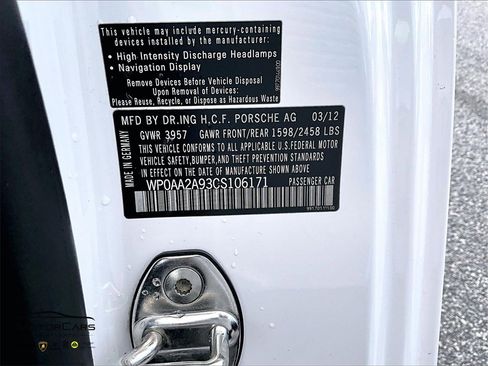 This vehicle may include mercury-containing
devices installed by the manufacturer:
• High Intensity Discharge Headlamps
• Navigation Display
Remove Devices Before Vehicle Disposal
Upon Removal of Devices:
Please Reuse, Recycle, or Dispose as Hazardous Waste
MADE IN GERMANY
MFD BY DR.ING H.C.F. PORSCHE AG 03/12
GVWR 3957 GAWR FRONT/REAR 1598/2458 LBS
THIS VEHICLE CONFORMS TO ALL APPLICABLE U.S.FEDERAL MOTOR
VEHICLE SAFETY,BUMPER,AND THEFT PREVENTION STANDARDS
IN EFFECT ON THE DATE OF MANUFACTURE SHOWN ABOVE
WP0AA2A93CS106171 PASSENGER CAR
MOTORCARS